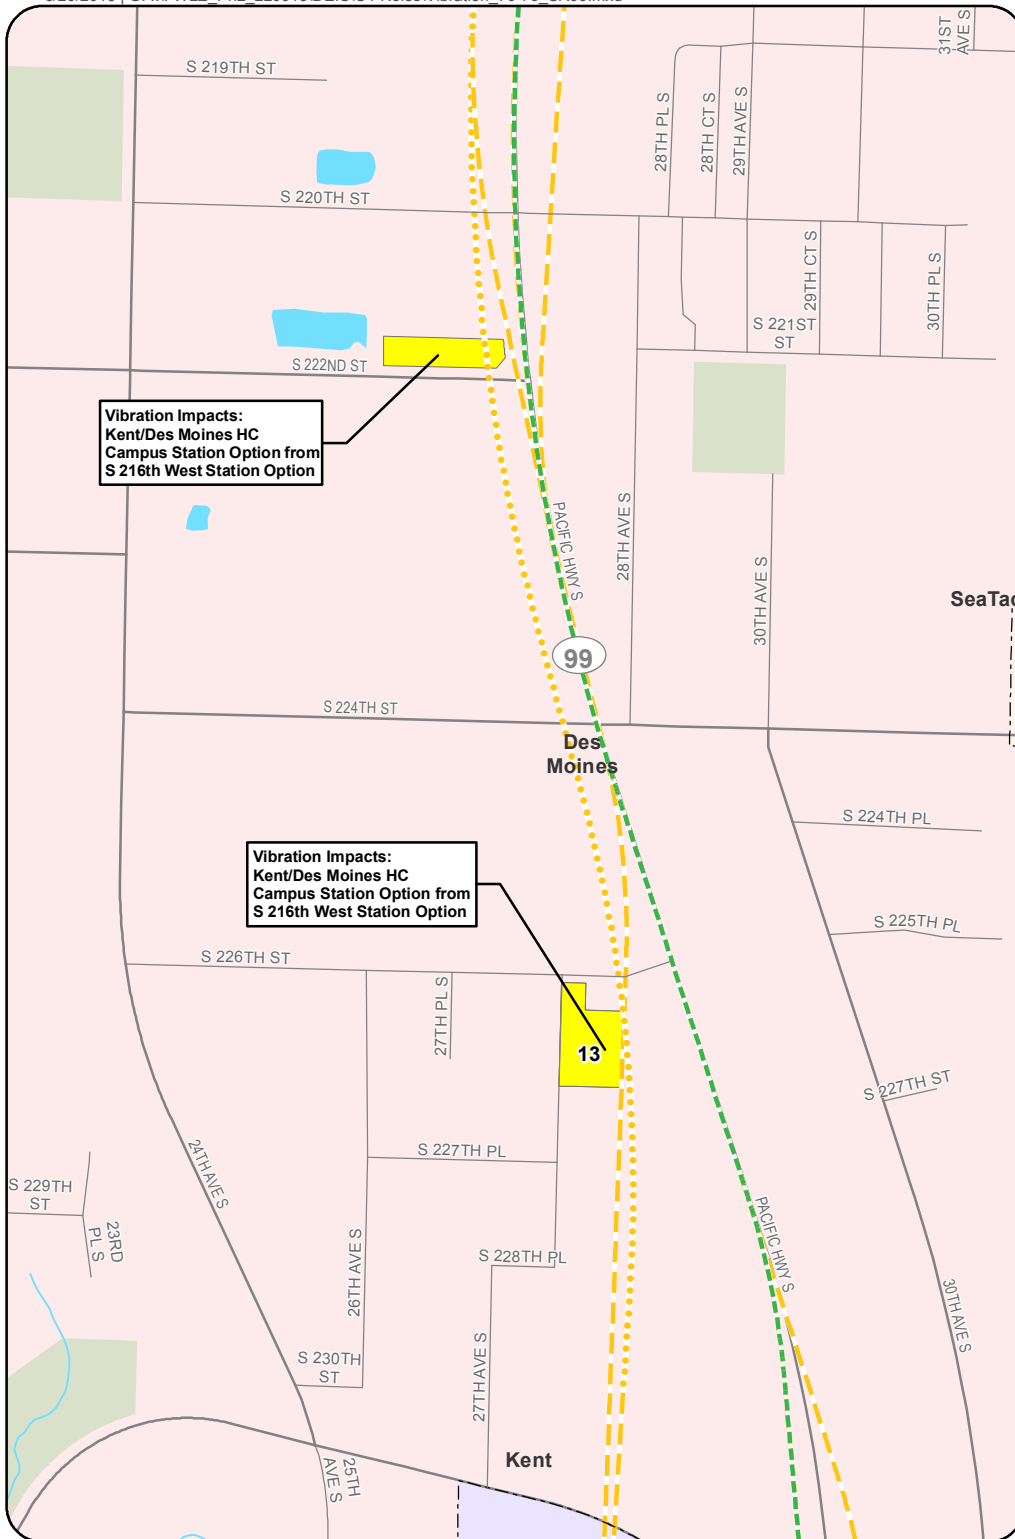 S 219TH ST
31ST
AVE S
28TH PL S
28TH CT S
29TH AVE S
S 220TH ST
29TH CT S
30TH PL S
S 221ST
ST
S 222ND ST
Vibration Impacts:
Kent/Des Moines HC
Campus Station Option from
S 216th West Station Option
PACIFIC HWY S
28TH AVE S
30TH AVE S
SeaTac
99
S 224TH ST
Des
Moines
S 224TH PL
Vibration Impacts:
Kent/Des Moines HC
Campus Station Option from
S 216th West Station Option
S 225TH PL
S 226TH ST
27TH PL S
13
S 227TH ST
24TH AVE S
S 227TH PL
S 229TH
ST
23RD
PL S
26TH AVE S
S 228TH PL
PACIFIC HWY S
30TH AVE S
S 230TH
ST
27TH AVE S
Kent
25TH
AVE S